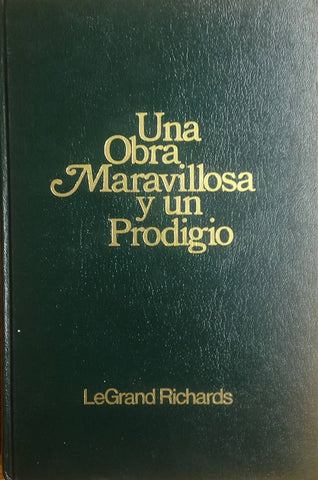 Una
Obra
Maravillosa
y un
Prodigio
LeGrand Richards